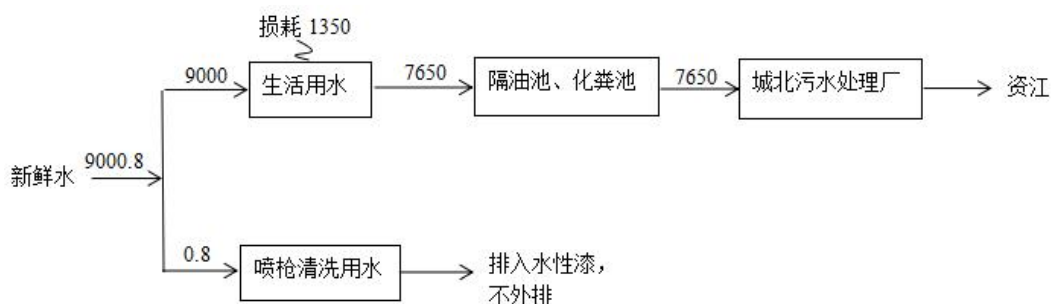 损耗 1350
9000
生活用水
7650
隔油池、化粪池
7650
城北污水处理厂
资江
新鲜水
9000.8
0.8
喷枪清洗用水
排入水性漆，
不外排